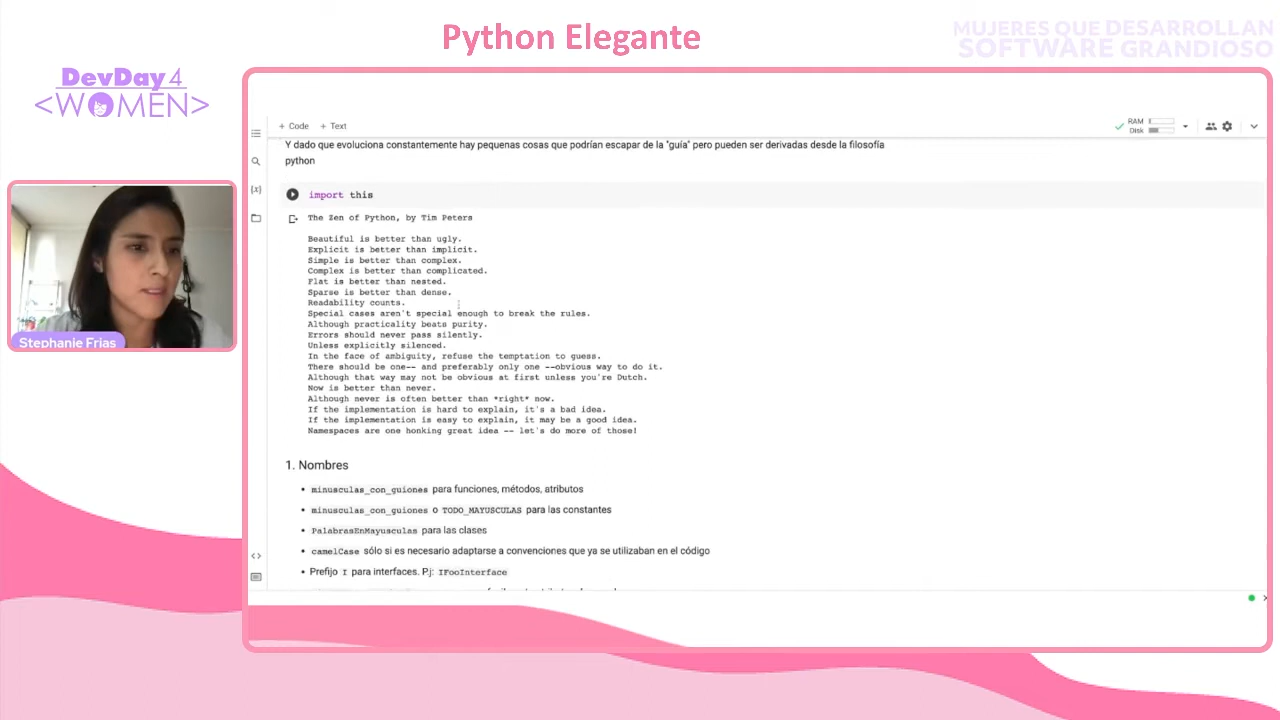 Python Elegante
MUJERES QUE DESARROLLAN
SOFTWARE GRANDIOSO
DevDay4
<WOMEN>
Stephanie Frias
+ Code + Text
RAM
Disk
Y dado que evoluciona constantemente hay pequenas cosas que podrían escapar de la "guía" pero pueden ser derivadas desde la filosofía
python
import this
The Zen of Python, by Tim Peters
Beautiful is better than ugly.
Explicit is better than implicit.
Simple is better than complex.
Complex is better than complicated.
Flat is better than nested.
Sparse is better than dense.
Readability counts.
Special cases aren't special enough to break the rules.
Although practicality beats purity.
Errors should never pass silently.
Unless explicitly silenced.
In the face of ambiguity, refuse the temptation to guess.
There should be one-- and preferably only one --obvious way to do it.
Although that way may not be obvious at first unless you're Dutch.
Now is better than never.
Although never is often better than *right* now.
If the implementation is hard to explain, it's a bad idea.
If the implementation is easy to explain, it may be a good idea.
Namespaces are one honking great idea -- let's do more of those!
1. Nombres
• minusculas_con_guiones para funciones, métodos, atributos
• minusculas_con_guiones o TODO_MAYUSCULAS para las constantes
• PalabrasEnMayusculas para las clases
• camelCase sólo si es necesario adaptarse a convenciones que ya se utilizaban en el código
• Prefijo I para interfaces. P.j: IFooInterface